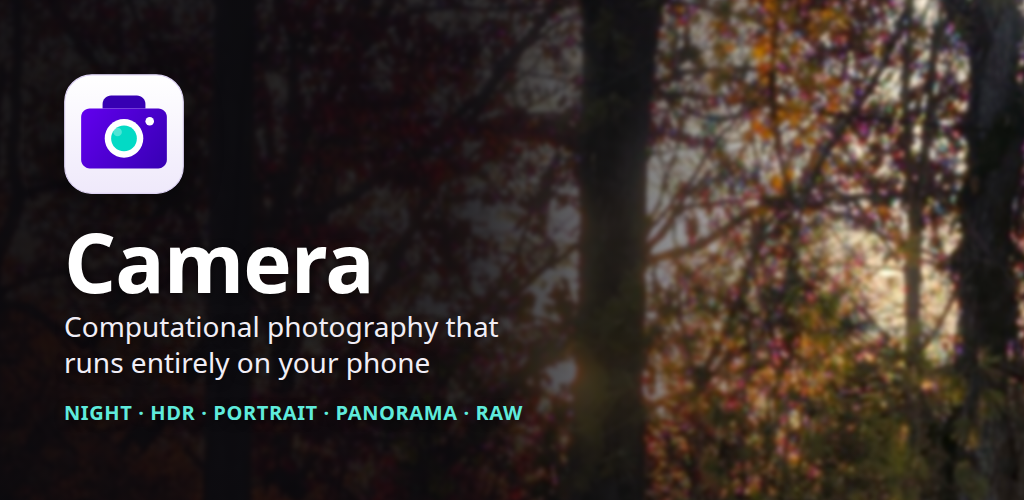 Camera
Computational photography that
runs entirely on your phone
NIGHT · HDR · PORTRAIT · PANORAMA · RAW